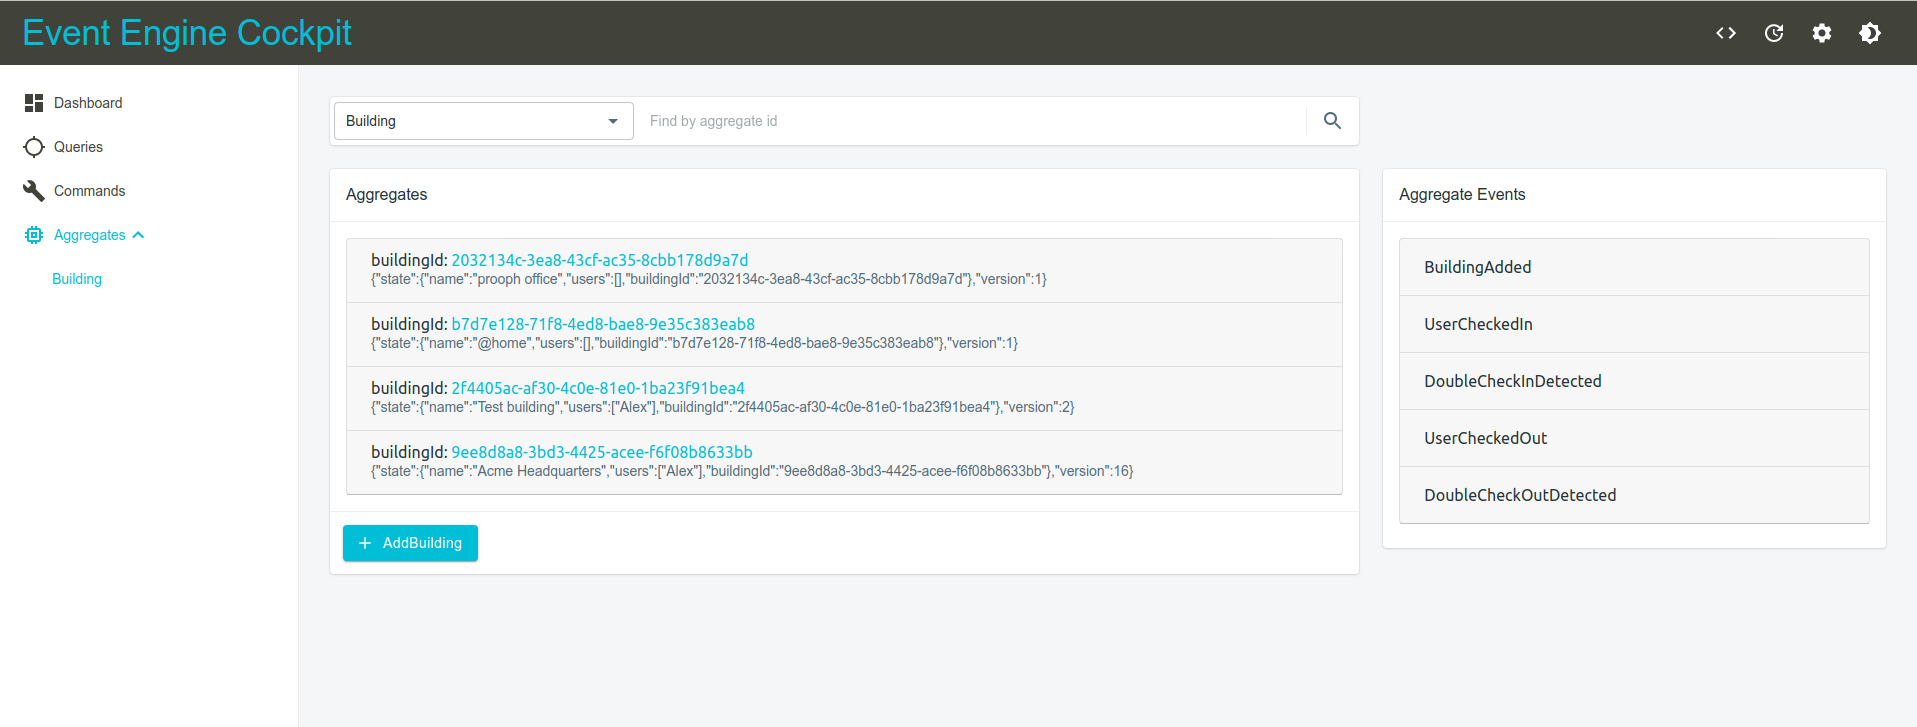 Event Engine Cockpit
Dashboard
Queries
Commands
Aggregates
Building
Building
Find by aggregate id
Aggregates
buildingId: 2032134c-3ea8-43cf-ac35-8cbb178d9a7d
{"state":{"name":"prooph office","users":[],"buildingId":"2032134c-3ea8-43cf-ac35-8cbb178d9a7d"},"version":1}
buildingId: b7d7e128-71f8-4ed8-bae8-9e35c383eab8
{"state":{"name":"@home","users":[],"buildingId":"b7d7e128-71f8-4ed8-bae8-9e35c383eab8"},"version":1}
buildingId: 2f4405ac-af30-4c0e-81e0-1ba23f91bea4
{"state":{"name":"Test building","users":["Alex"],"buildingId":"2f4405ac-af30-4c0e-81e0-1ba23f91bea4"},"version":2}
buildingId: 9ee8d8a8-3bd3-4425-acee-f6f08b8633bb
{"state":{"name":"Acme Headquarters","users":["Alex"],"buildingId":"9ee8d8a8-3bd3-4425-acee-f6f08b8633bb"},"version":16}
AddBuilding
Aggregate Events
BuildingAdded
UserCheckedIn
DoubleCheckInDetected
UserCheckedOut
DoubleCheckOutDetected